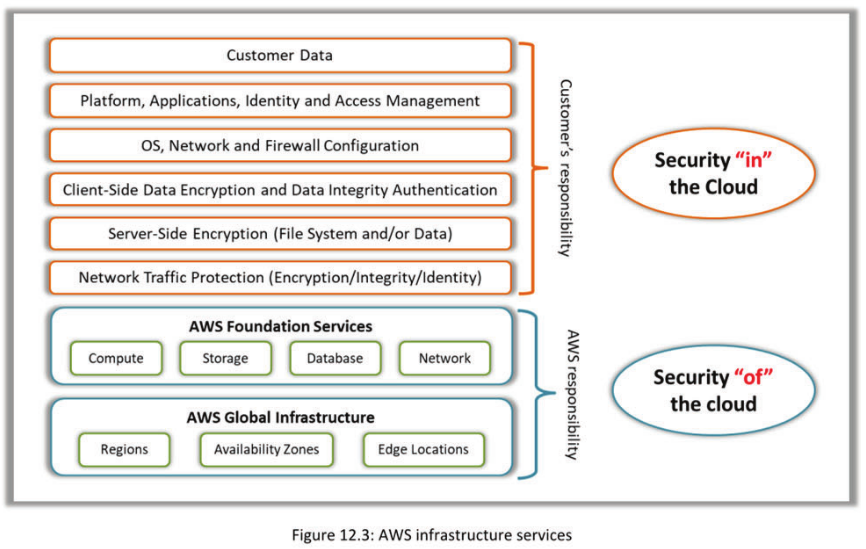 Customer Data
Platform, Applications, Identity and Access Management
OS, Network and Firewall Configuration
Client-Side Data Encryption and Data Integrity Authentication
Server-Side Encryption (File System and/or Data)
Network Traffic Protection (Encryption/Integrity/Identity)
Customer's responsibility
Security "in"
the Cloud
AWS Foundation Services
Compute
Storage
Database
Network
AWS Global Infrastructure
Regions
Availability Zones
Edge Locations
AWS responsibility
Security "of"
the cloud
Figure 12.3: AWS infrastructure services